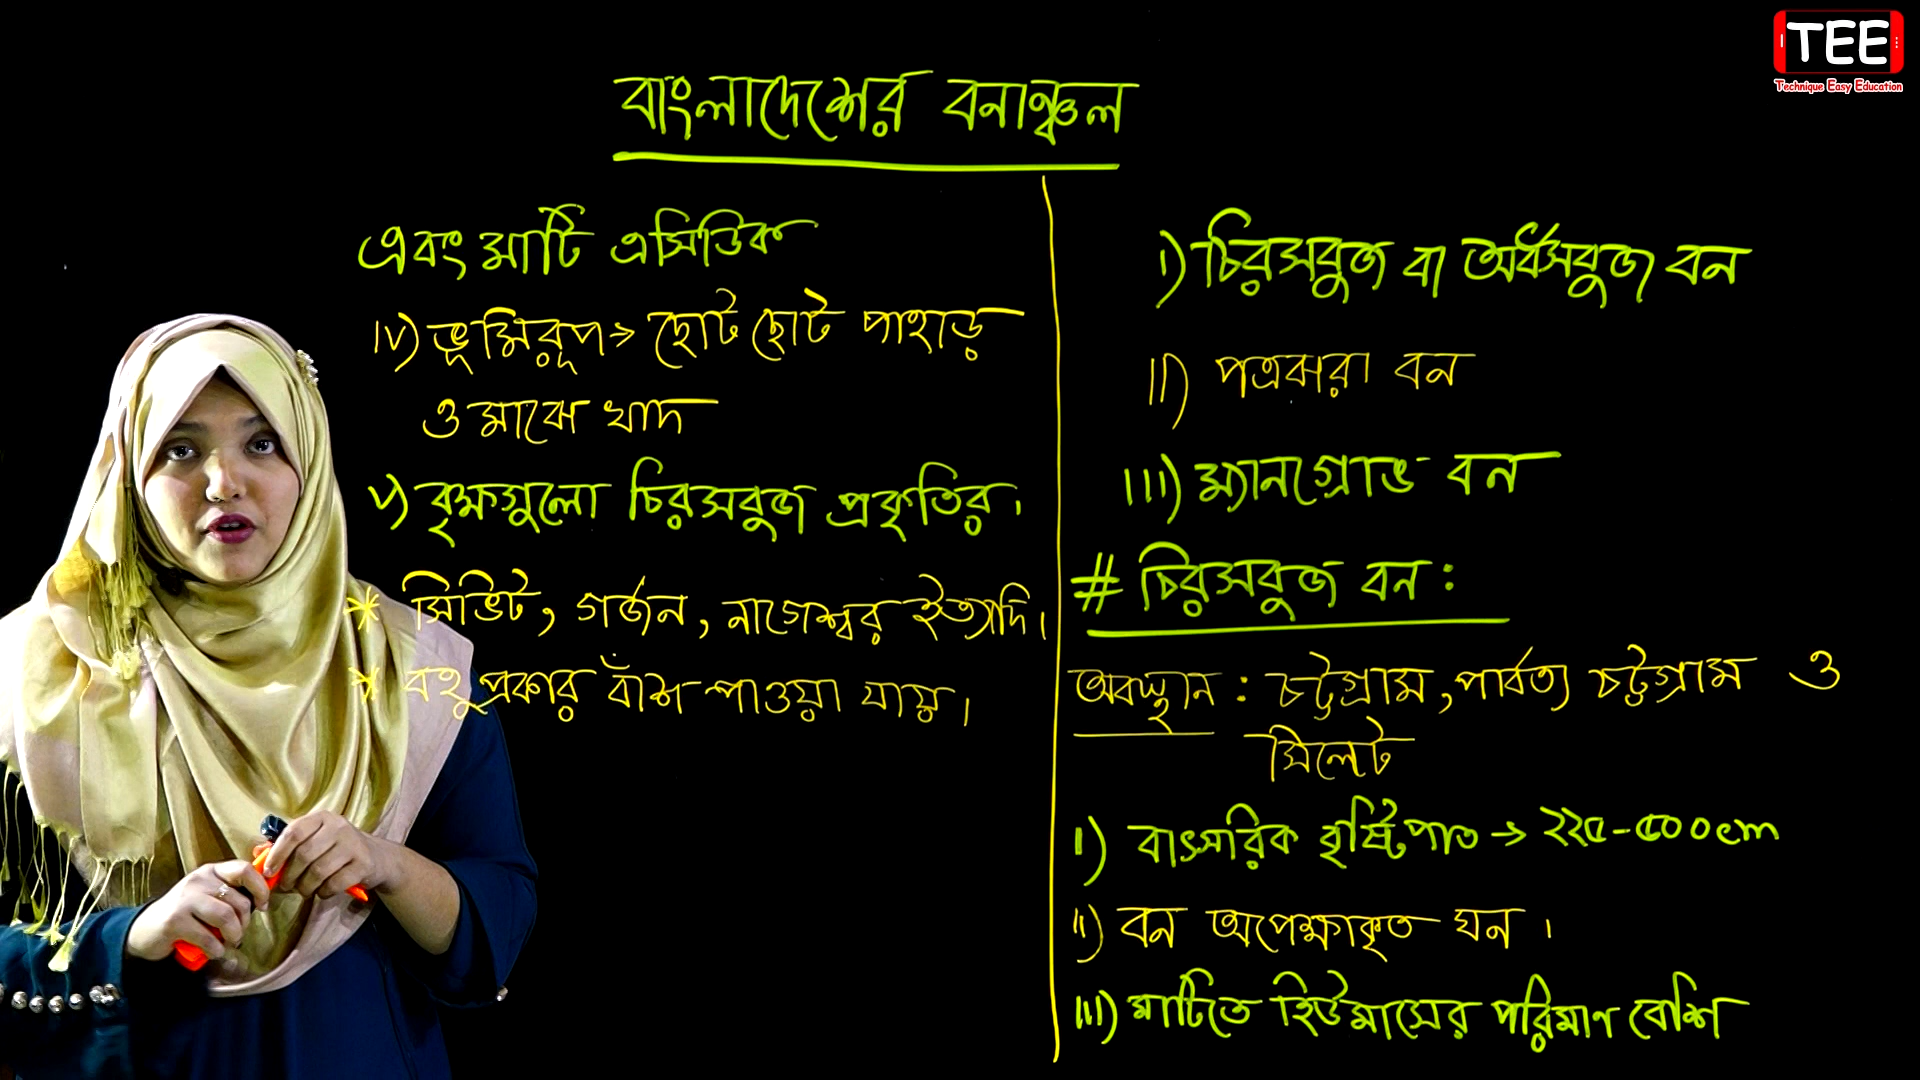 TEE
Technique Easy Education
বাংলাদেশের বনাঞ্চল
i) চিরসবুজ বা অর্ধসবুজ বন
ii) পত্রঝরা বন
iii) ম্যানগ্রোভ বন
# চিরসবুজ বন :
অবস্থান : চট্টগ্রাম, পার্বত্য চট্টগ্রাম ও
সিলেট
i) বাৎসরিক বৃষ্টিপাত → ২২৫-৫০০cm
ii) বন অপেক্ষাকৃত ঘন ।
iii) মাটিতে হিউমাসের পরিমাণ বেশি
এবং মাটি এসিডিক
iv) ভূমিরূপ → ছোট ছোট পাহাড়
ও মাঝে খাদ
v) বৃক্ষগুলো চিরসবুজ প্রকৃতির।
* সিভিট, গর্জন, নাগেশ্বর ইত্যাদি।
* বহু প্রকার বাঁশ পাওয়া যায়।